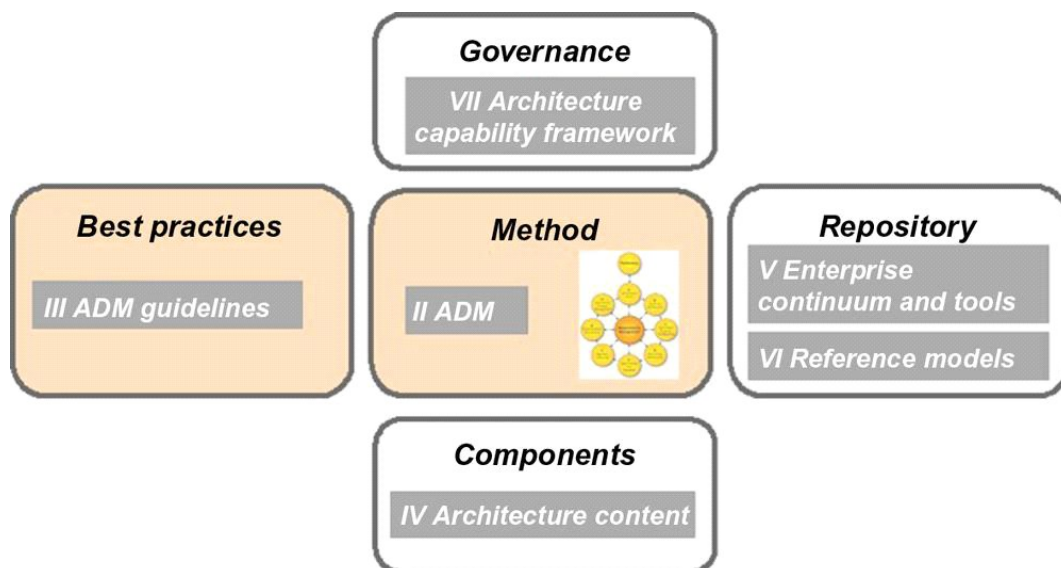 Governance
VII Architecture
capability framework
Best practices
III ADM guidelines
Method
II ADM
Repository
V Enterprise
continuum and tools
VI Reference models
Components
IV Architecture content